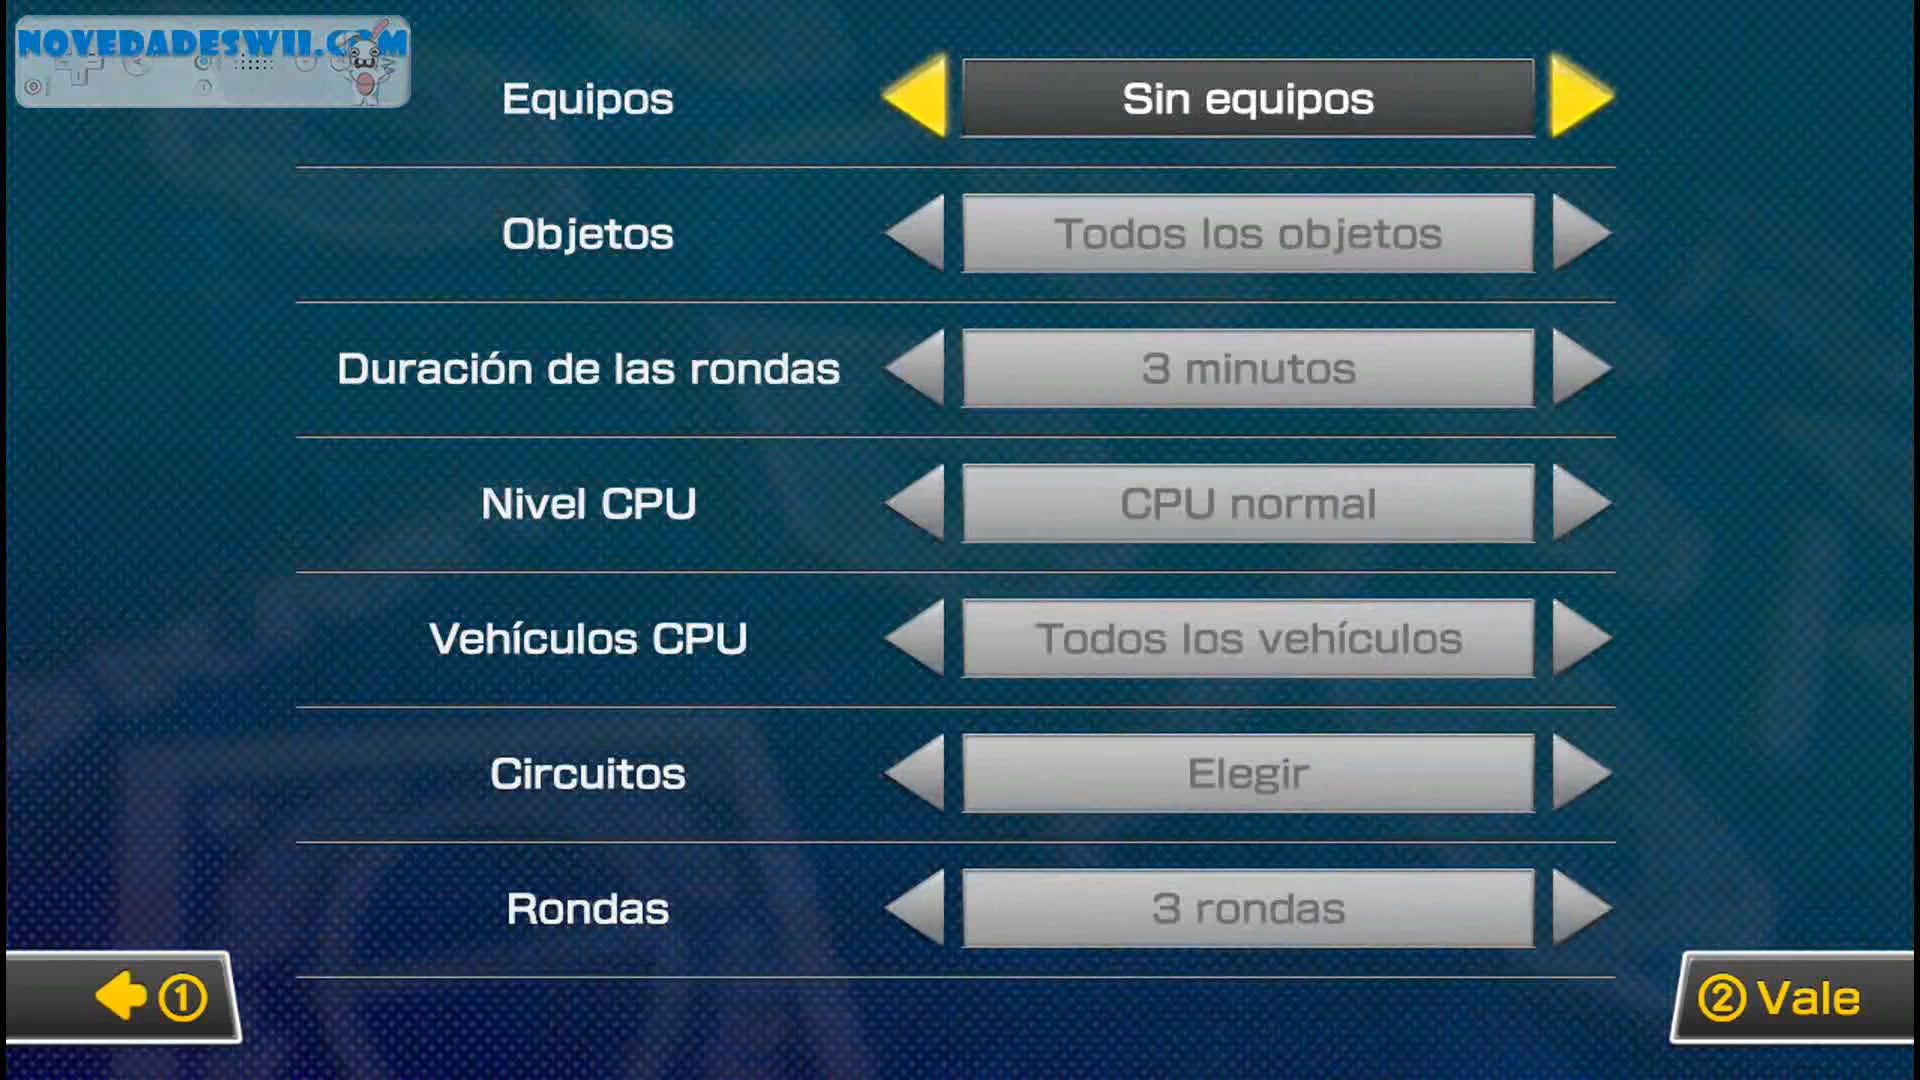 NOVEDADESWII.COM
Equipos
Sin equipos
Objetos
Todos los objetos
Duración de las rondas
3 minutos
Nivel CPU
CPU normal
Vehículos CPU
Todos los vehículos
Circuitos
Elegir
Rondas
3 rondas
①
② Vale